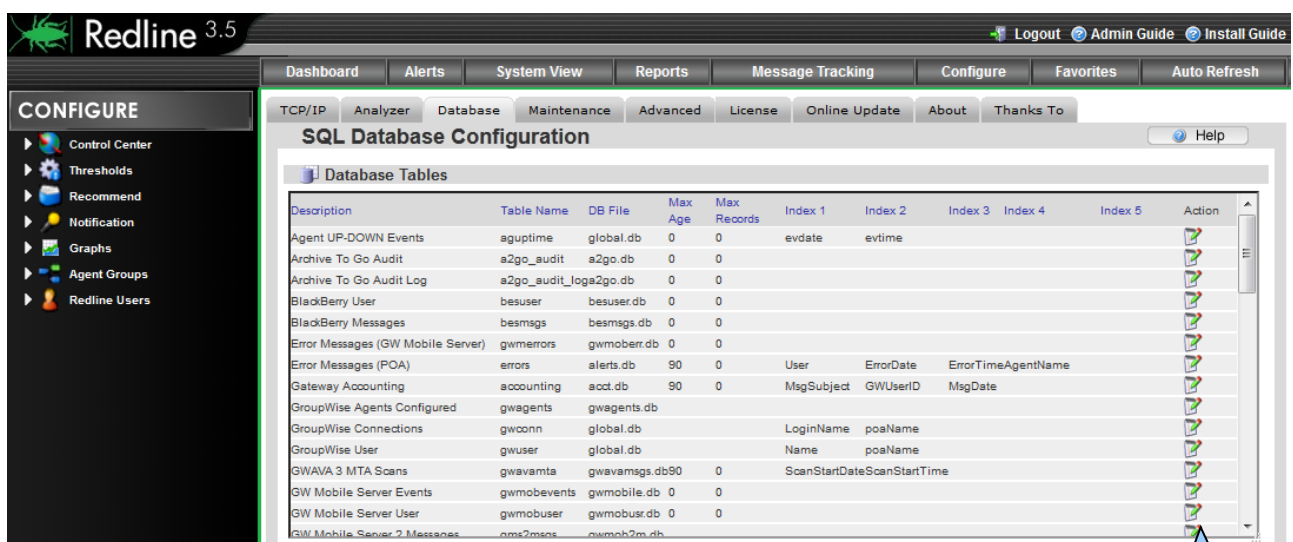 Redline 3.5
Logout Admin Guide Install Guide
Dashboard Alerts System View Reports Message Tracking Configure Favorites Auto Refresh
CONFIGURE
Control Center
Thresholds
Recommend
Notification
Graphs
Agent Groups
Redline Users
TCP/IP Analyzer Database Maintenance Advanced License Online Update About Thanks To
SQL Database Configuration
Help
Database Tables
Description Table Name DB File Max Age Max Records Index 1 Index 2 Index 3 Index 4 Index 5 Action
Agent UP-DOWN Events aguptime global.db 0 0 evdate evtime
Archive To Go Audit a2go_audit a2go.db 0 0
Archive To Go Audit Log a2go_audit_loga2go.db 0 0
BlackBerry User besuser besuser.db 0 0
BlackBerry Messages besmsgs besmsgs.db 0 0
Error Messages (GW Mobile Server) gwmerrors gwmoberr.db 0 0
Error Messages (POA) errors alerts.db 90 0 User ErrorDate ErrorTimeAgentName
Gateway Accounting accounting acct.db 90 0 MsgSubject GWUserID MsgDate
GroupWise Agents Configured gwagents gwagents.db
GroupWise Connections gwconn global.db LoginName poaName
GroupWise User gwuser global.db Name poaName
GWAVA 3 MTA Scans gwavamta gwavamsgs.db90 0 ScanStartDateScanStartTime
GW Mobile Server Events gwmobevents gwmobile.db 0 0
GW Mobile Server User gwmobuser gwmobusr.db 0 0
GW Mobile Server 2 Messages gms2msgs gwmob2m.db